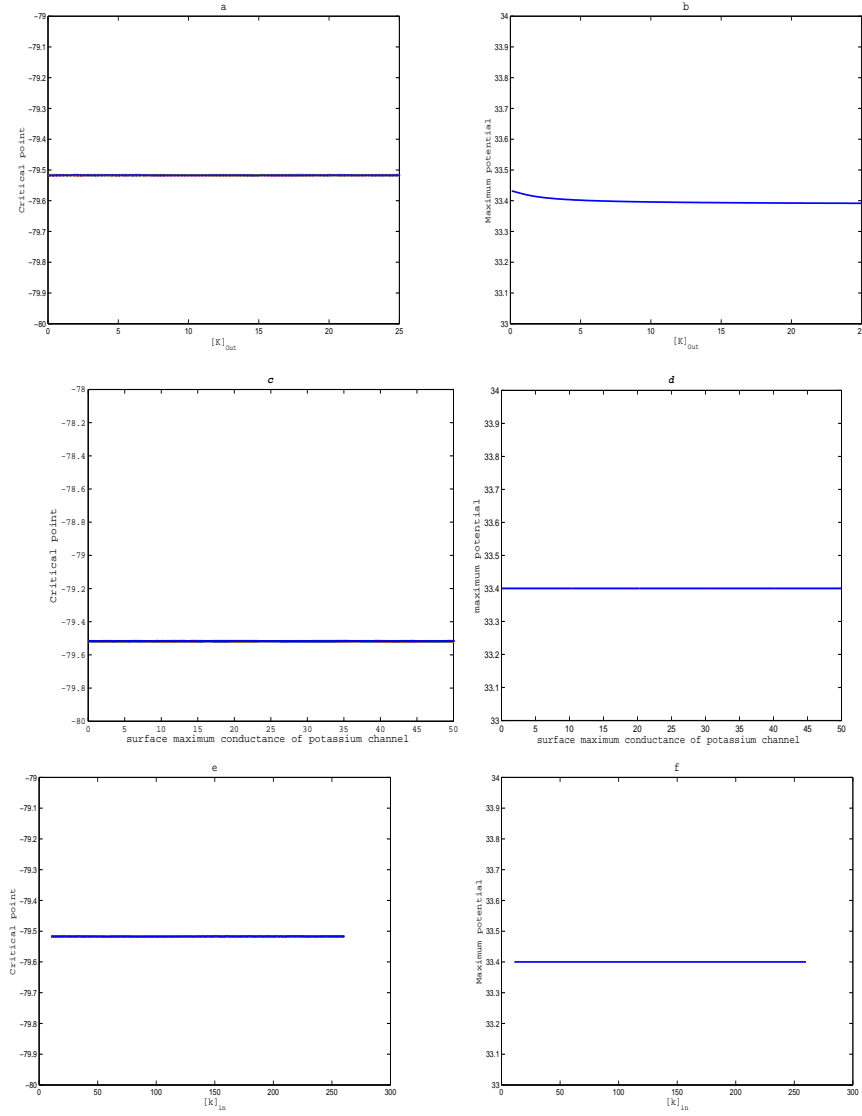 a
-79
-79.1
-79.2
-79.3
-79.4
-79.5
-79.6
-79.7
-79.8
-79.9
-80
Critical point
0 5 10 15 20 25
[K]Out
b
34
33.9
33.8
33.7
33.6
33.5
33.4
33.3
33.2
33.1
33
Maximum potential
0 5 10 15 20 25
[K]Out
c
-78
-78.2
-78.4
-78.6
-78.8
-79
-79.2
-79.4
-79.6
-79.8
-80
Critical point
0 5 10 15 20 25 30 35 40 45 50
surface maximum conductance of potassium channel
d
34
33.9
33.8
33.7
33.6
33.5
33.4
33.3
33.2
33.1
33
maximum potential
0 5 10 15 20 25 30 35 40 45 50
surface maximum conductance of potassium channel
e
-79
-79.1
-79.2
-79.3
-79.4
-79.5
-79.6
-79.7
-79.8
-79.9
-80
Critical point
0 50 100 150 200 250 300
[k]in
f
34
33.9
33.8
33.7
33.6
33.5
33.4
33.3
33.2
33.1
33
Maximum potential
0 50 100 150 200 250 300
[k]in